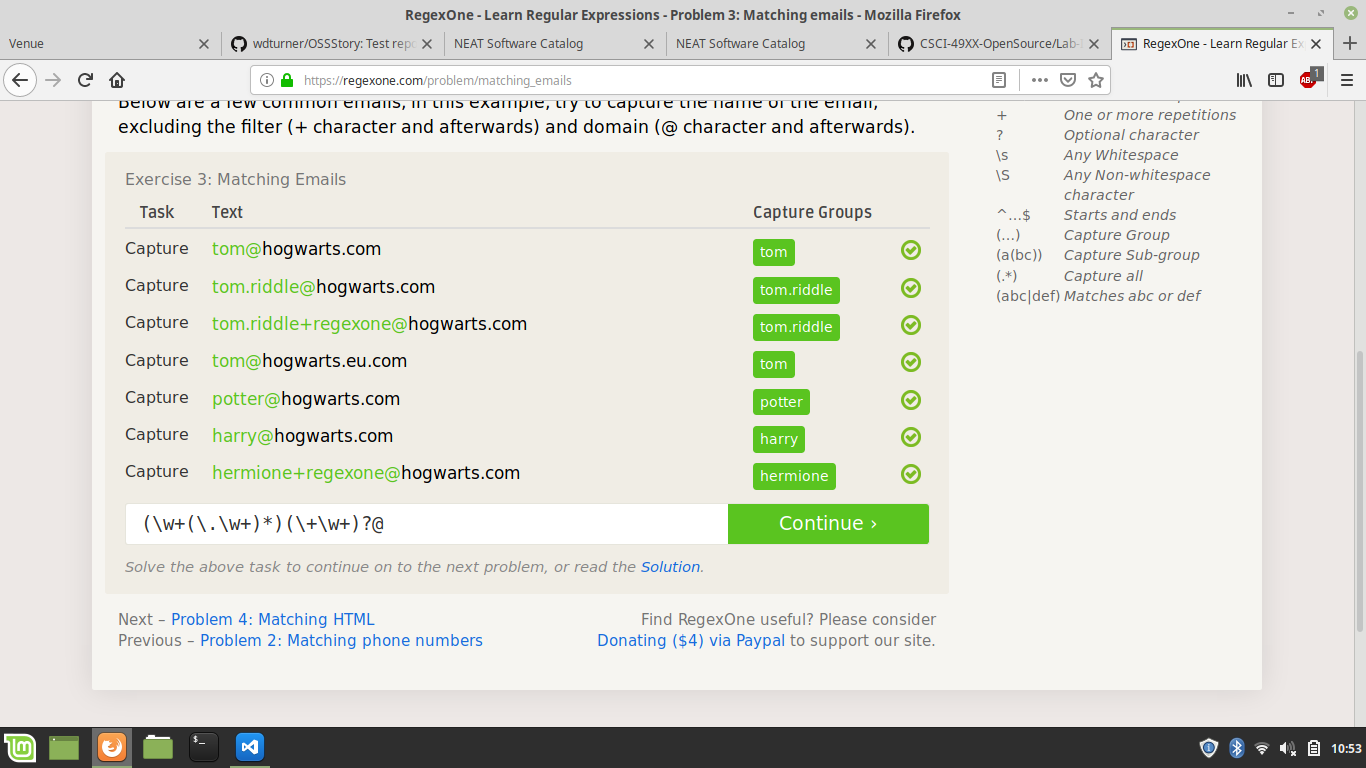 RegexOne - Learn Regular Expressions - Problem 3: Matching emails - Mozilla Firefox
Venue
wdturner/OSSStory: Test repo
NEAT Software Catalog
NEAT Software Catalog
CSCI-49XX-OpenSource/Lab-
RegexOne - Learn Regular Ex
https://regexone.com/problem/matching_emails
ABP
1
Below are a few common emails, in this example, try to capture the name of the email,
excluding the filter (+ character and afterwards) and domain (@ character and afterwards).
Exercise 3: Matching Emails
Task Text Capture Groups
Capture tom@hogwarts.com tom
Capture tom.riddle@hogwarts.com tom.riddle
Capture tom.riddle+regexone@hogwarts.com tom.riddle
Capture tom@hogwarts.eu.com tom
Capture potter@hogwarts.com potter
Capture harry@hogwarts.com harry
Capture hermione+regexone@hogwarts.com hermione
(\w+(\.\w+)*)(\+\w+)?@
Continue ›
Solve the above task to continue on to the next problem, or read the Solution.
Next – Problem 4: Matching HTML
Previous – Problem 2: Matching phone numbers
Find RegexOne useful? Please consider
Donating ($4) via Paypal to support our site.
+ One or more repetitions
? Optional character
\s Any Whitespace
\S Any Non-whitespace
character
^…$ Starts and ends
(…) Capture Group
(a(bc)) Capture Sub-group
(.*) Capture all
(abc|def) Matches abc or def
10:53